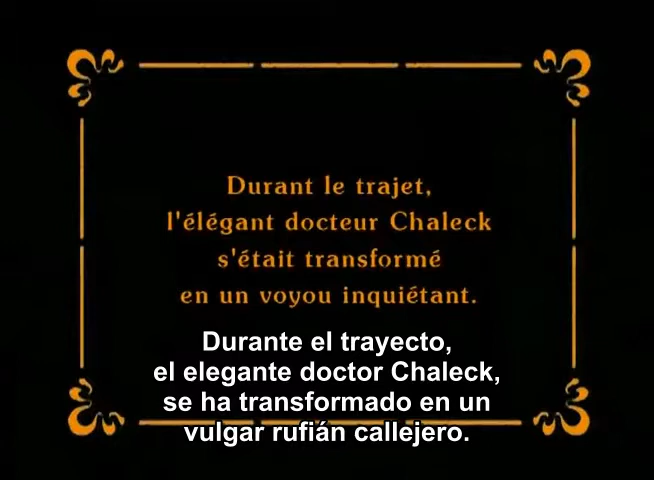 Durant le trajet,
l'élégant docteur Chaleck
s'était transformé
en un voyou inquiétant.
Durante el trayecto,
el elegante doctor Chaleck,
se ha transformado en un
vulgar rufián callejero.